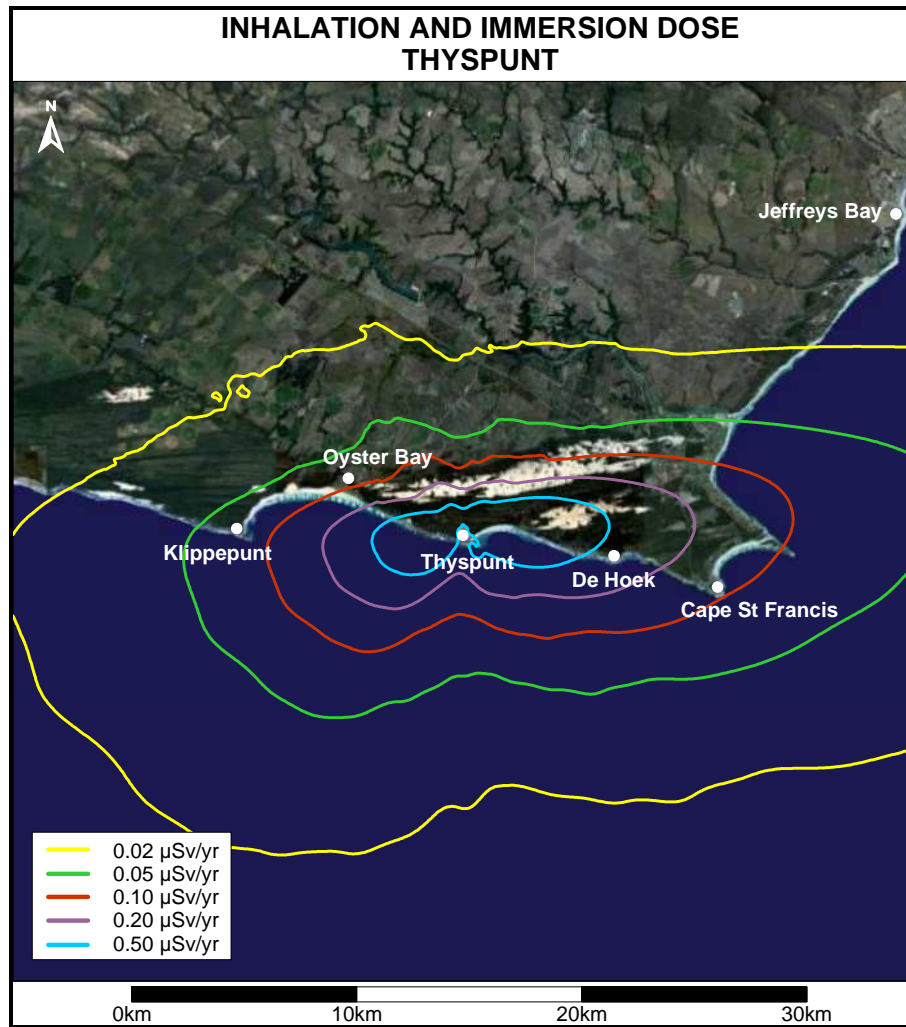 INHALATION AND IMMERSION DOSE
THYSPUNT
N
Jeffreys Bay
Oyster Bay
Klippepunt
Thyspunt
De Hoek
Cape St Francis
0.02 µSv/yr
0.05 µSv/yr
0.10 µSv/yr
0.20 µSv/yr
0.50 µSv/yr
0km 10km 20km 30km